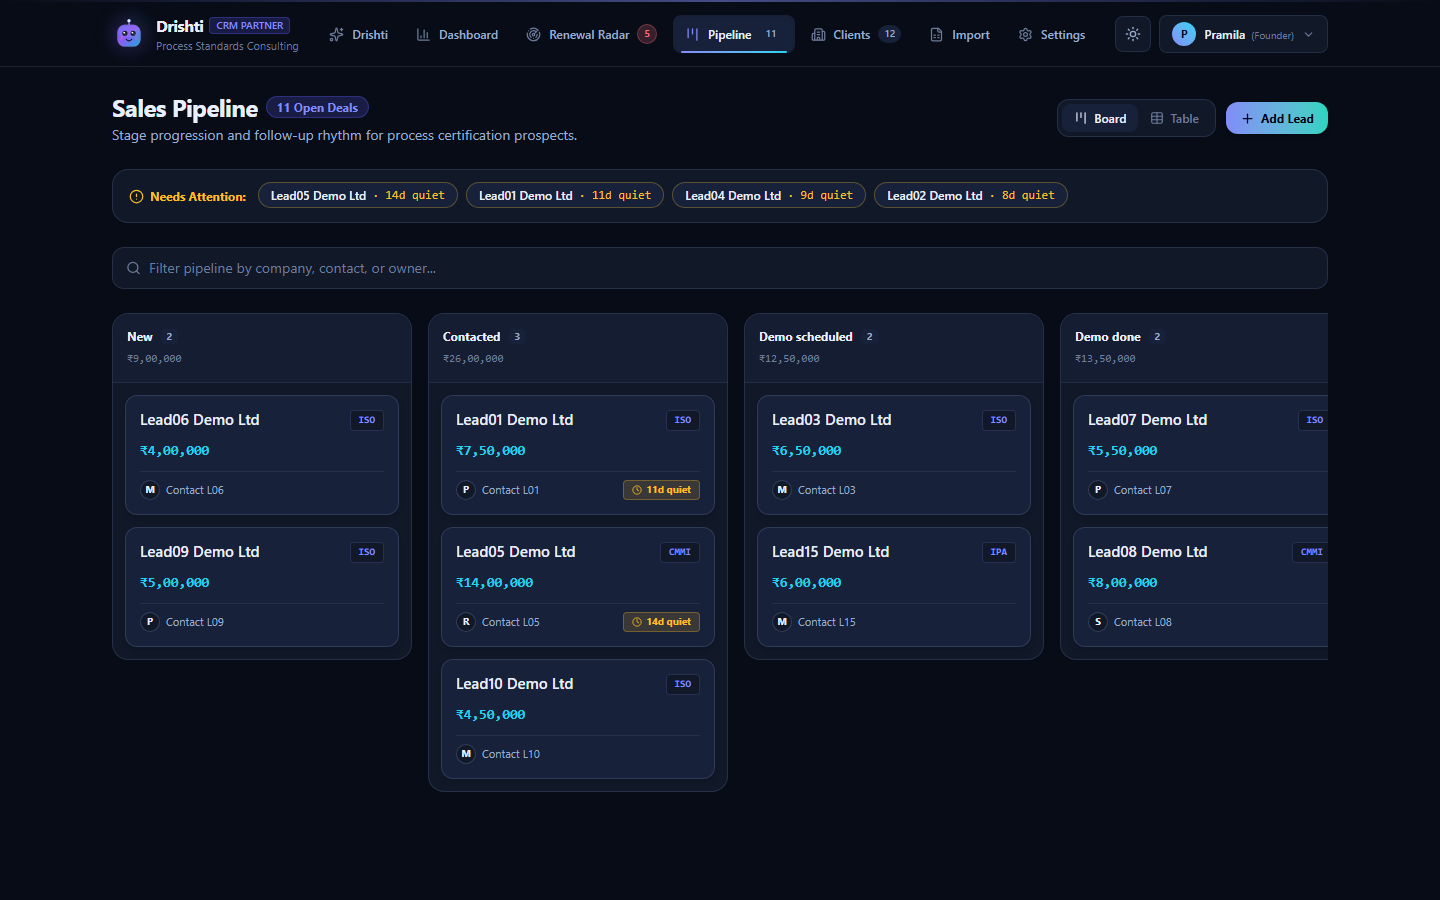 Drishti CRM PARTNER
Process Standards Consulting
Drishti
Dashboard
Renewal Radar 5
Pipeline 11
Clients 12
Import
Settings
P Pramila (Founder)
Sales Pipeline 11 Open Deals
Stage progression and follow-up rhythm for process certification prospects.
Board
Table
+ Add Lead
Needs Attention:
Lead05 Demo Ltd · 14d quiet
Lead01 Demo Ltd · 11d quiet
Lead04 Demo Ltd · 9d quiet
Lead02 Demo Ltd · 8d quiet
Filter pipeline by company, contact, or owner...
New 2
₹9,00,000
Lead06 Demo Ltd ISO
₹4,00,000
M Contact L06
Lead09 Demo Ltd ISO
₹5,00,000
P Contact L09
Contacted 3
₹26,00,000
Lead01 Demo Ltd ISO
₹7,50,000
P Contact L01 11d quiet
Lead05 Demo Ltd CMMI
₹14,00,000
R Contact L05 14d quiet
Lead10 Demo Ltd ISO
₹4,50,000
M Contact L10
Demo scheduled 2
₹12,50,000
Lead03 Demo Ltd ISO
₹6,50,000
M Contact L03
Lead15 Demo Ltd IPA
₹6,00,000
M Contact L15
Demo done 2
₹13,50,000
Lead07 Demo Ltd ISO
₹5,50,000
P Contact L07
Lead08 Demo Ltd CMMI
₹8,00,000
S Contact L08